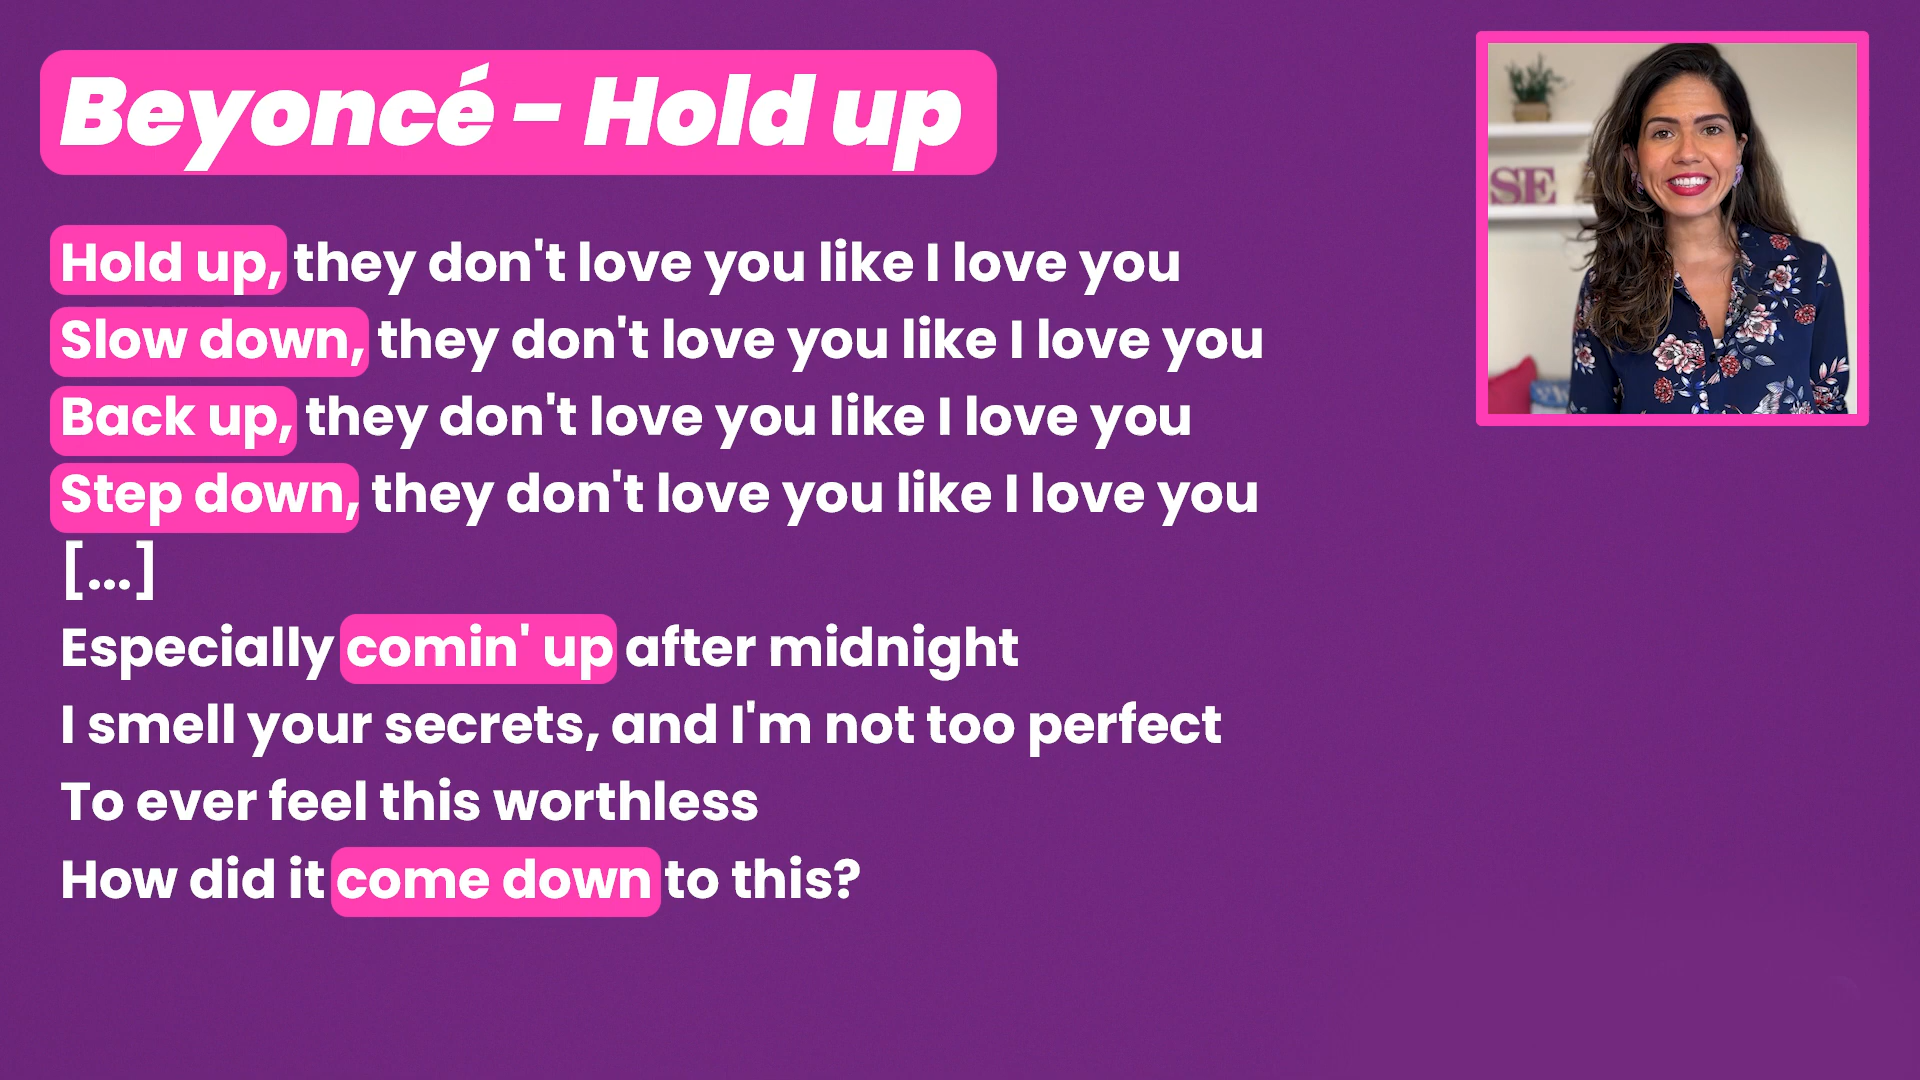 Beyoncé - Hold up
Hold up, they don't love you like I love you
Slow down, they don't love you like I love you
Back up, they don't love you like I love you
Step down, they don't love you like I love you
[...]
Especially comin' up after midnight
I smell your secrets, and I'm not too perfect
To ever feel this worthless
How did it come down to this?
SE